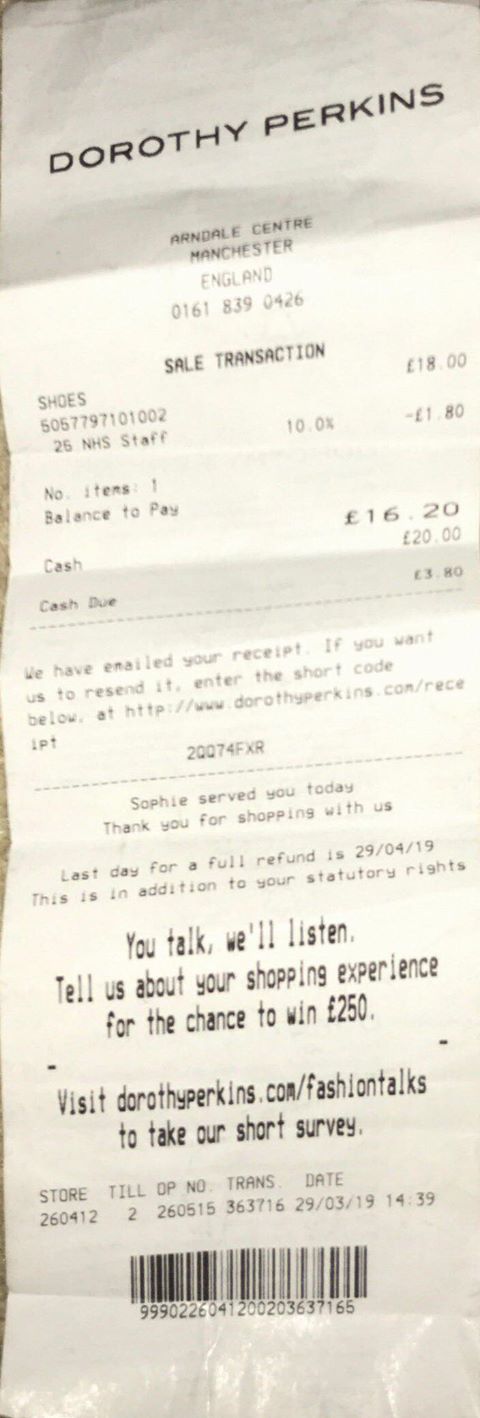 DOROTHY PERKINS
ARNDALE CENTRE
MANCHESTER
ENGLAND
0161 839 0426
SALE TRANSACTION
SHOES £18.00
5057797101002
25 NHS Staff 10.0% -£1.80
No. items: 1
Balance to Pay £16.20
Cash £20.00
Cash Due £3.80
We have emailed your receipt. If you want
us to resend it, enter the short code
below, at http://www.dorothyperkins.com/rece
ipt
2QQ74FXR
Sophie served you today
Thank you for shopping with us
Last day for a full refund is 29/04/19
This is in addition to your statutory rights
You talk, we'll listen.
Tell us about your shopping experience
for the chance to win £250.
- -
Visit dorothyperkins.com/fashiontalks
to take our short survey.
STORE TILL OP NO. TRANS. DATE
260412 2 260515 363716 29/03/19 14:39
9990226041200203637165